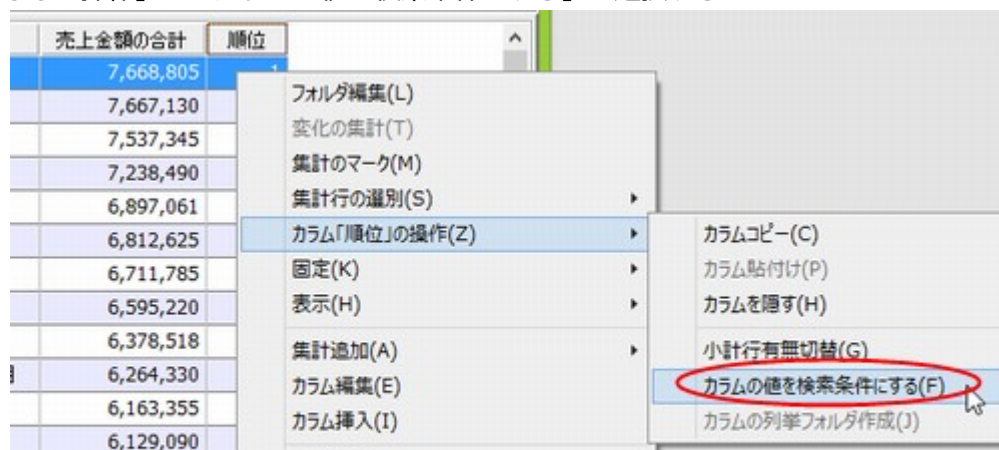 売上金額の合計 順位
7,668,805 1
7,667,130
7,537,345
7,238,490
6,897,061
6,812,625
6,711,785
6,595,220
6,378,518
6,264,330
6,163,355
6,129,090
フォルダ編集(L)
変化の集計(T)
集計のマーク(M)
集計行の選別(S)
カラム「順位」の操作(Z)
固定(K)
表示(H)
集計追加(A)
カラム編集(E)
カラム挿入(I)
カラムコピー(C)
カラム貼付け(P)
カラムを隠す(H)
小計行有無切替(G)
カラムの値を検索条件にする(F)
カラムの列挙フォルダ作成(J)